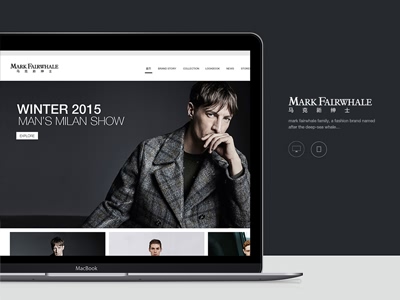 MARK FAIRWHALE
马克菲绅士
首页 BRAND STORY COLLECTION LOOKBOOK NEWS STORE
WINTER 2015
MAN'S MILAN SHOW
EXPLORE
MacBook
MARK FAIRWHALE
马克菲绅士
mark fairwhale family, a fashion brand named
after the deep-sea whale...